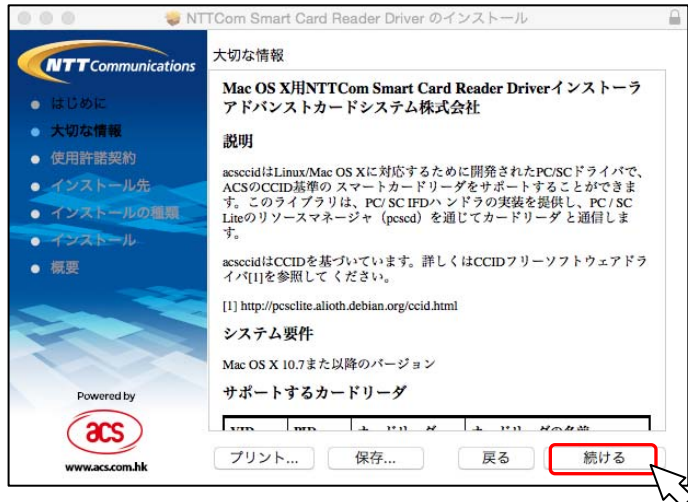 NTTCom Smart Card Reader Driver のインストール
NTT Communications
はじめに
大切な情報
使用許諾契約
インストール先
インストールの種類
インストール
概要
Powered by
acs
www.acs.com.hk
大切な情報
Mac OS X用NTTCom Smart Card Reader Driverインストーラ
アドバンストカードシステム株式会社
説明
acsccidはLinux/Mac OS Xに対応するために開発されたPC/SCドライバで、
ACSのCCID基準の スマートカードリーダをサポートすることができま
す。このライブラリは、PC/ SC IFDハンドラの実装を提供し、PC / SC
Liteのリソースマネージャ（pcscd）を通じてカードリーダ と通信しま
す。
acsccidはCCIDを基づいています。詳しくはCCIDフリーソフトウェアドラ
イバ[1]を参照して ください。
[1] http://pcsclite.alioth.debian.org/ccid.html
システム要件
Mac OS X 10.7また以降のバージョン
サポートするカードリーダ
VID PID カードリーダ カードリーダの名前
プリント... 保存... 戻る 続ける